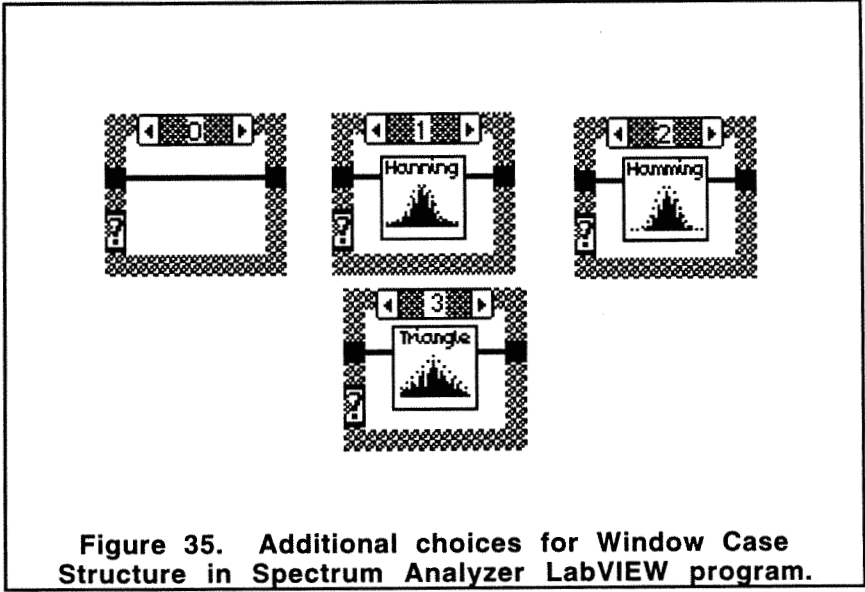 0
1
Hanning
?
?
2
Hamming
?
3
Triangle
?
Figure 35. Additional choices for Window Case
Structure in Spectrum Analyzer LabVIEW program.